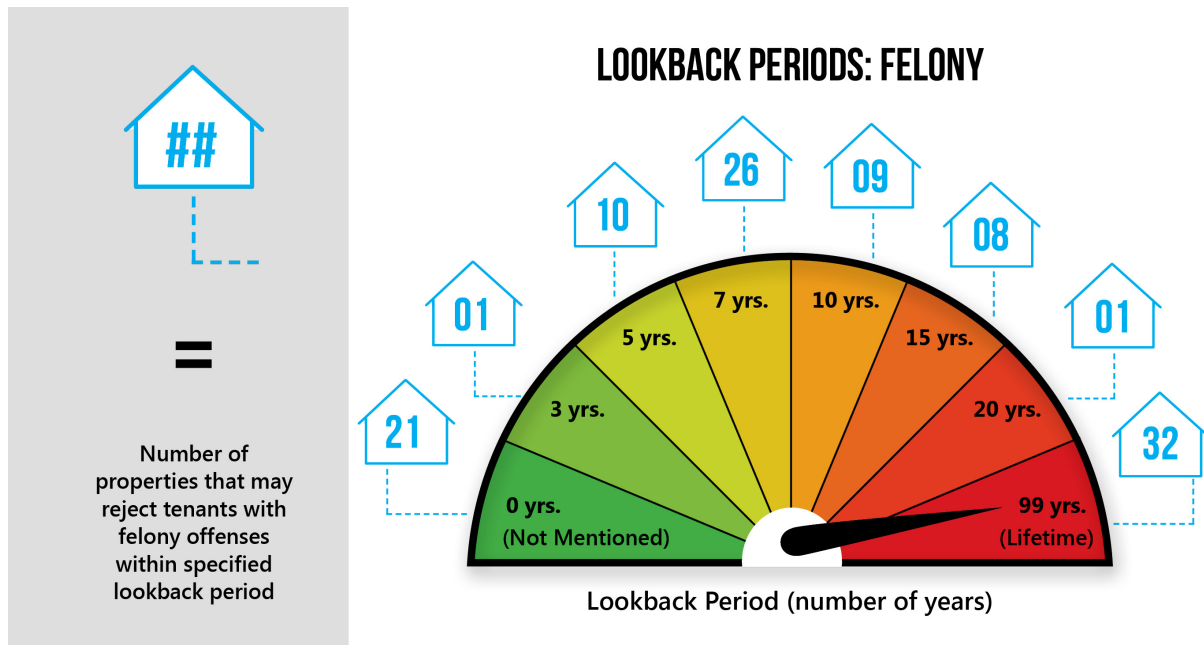 ##
=
Number of
properties that may
reject tenants with
felony offenses
within specified
lookback period
LOOKBACK PERIODS: FELONY
21
01
10
26
09
08
01
32
0 yrs.
(Not Mentioned)
3 yrs.
5 yrs.
7 yrs.
10 yrs.
15 yrs.
20 yrs.
99 yrs.
(Lifetime)
Lookback Period (number of years)